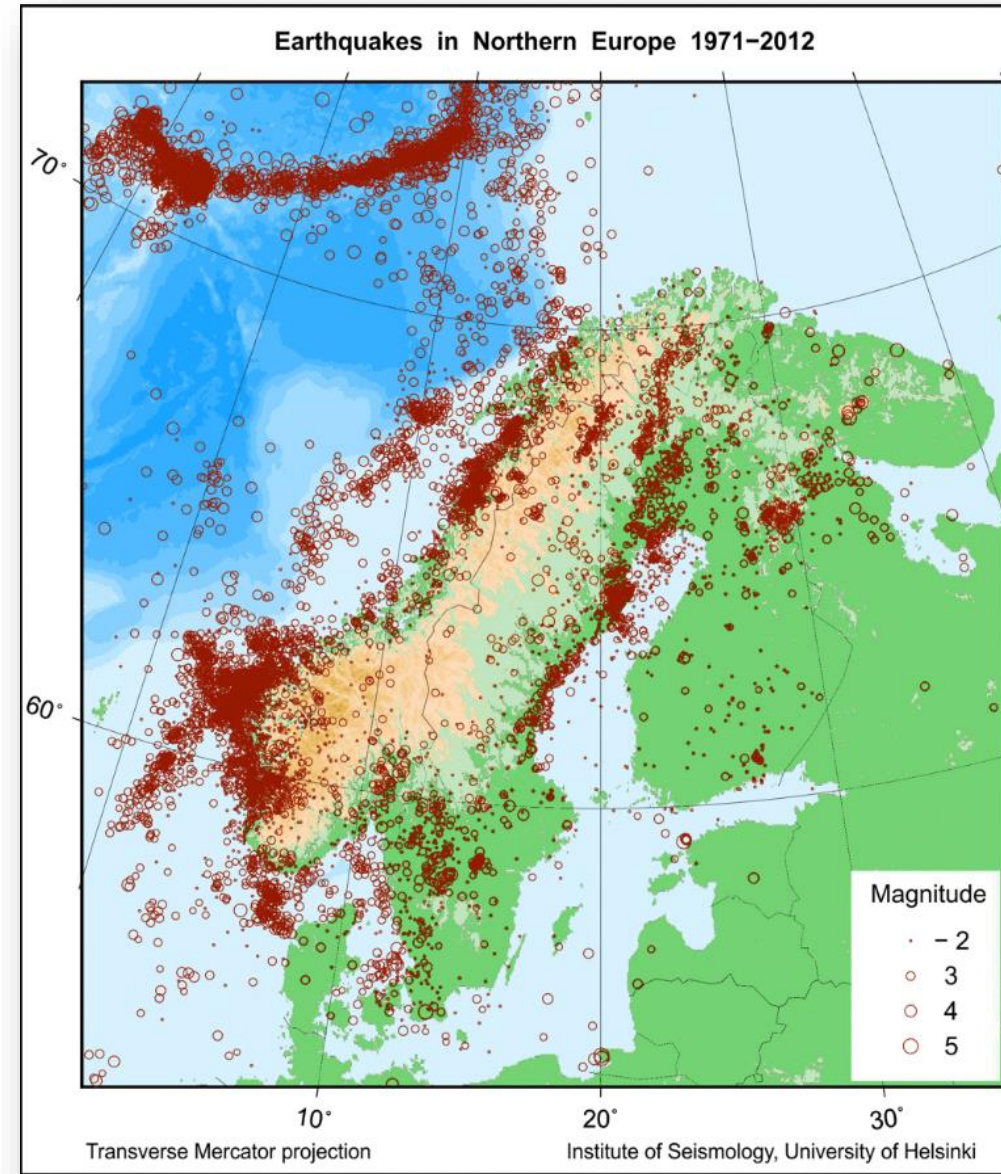 Earthquakes in Northern Europe 1971−2012
70°
60°
Magnitude
− 2
3
4
5
10°
20°
30°
Transverse Mercator projection
Institute of Seismology, University of Helsinki